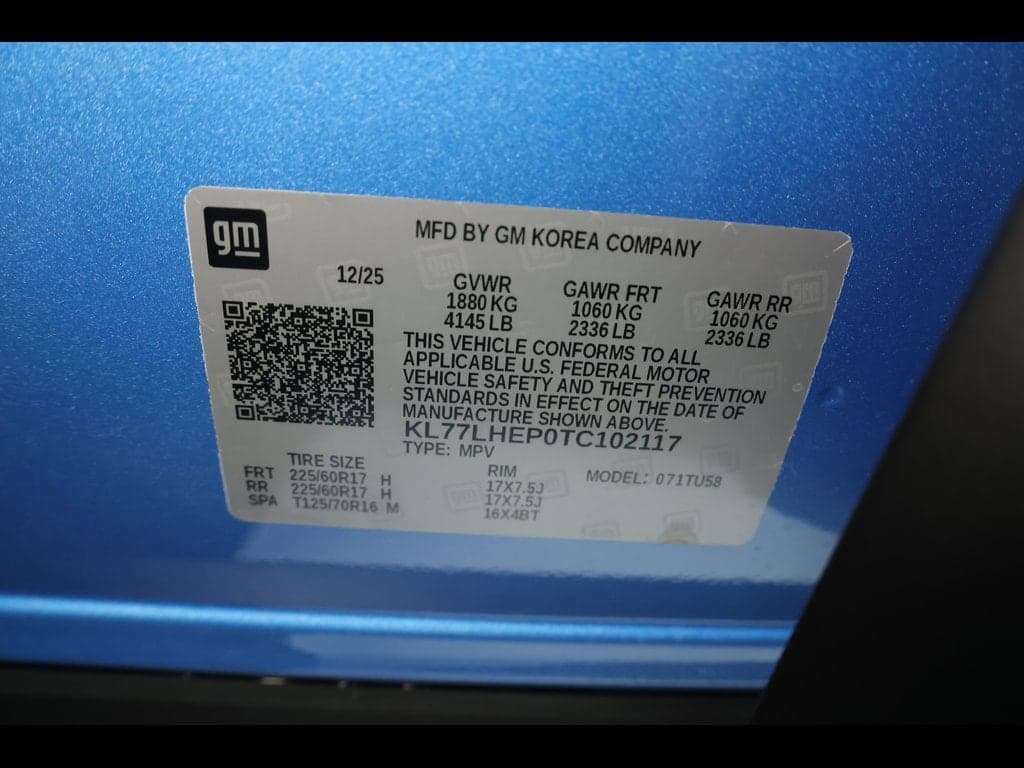 gm
MFD BY GM KOREA COMPANY
12/25
GVWR
1880 KG
4145 LB
GAWR FRT
1060 KG
2336 LB
GAWR RR
1060 KG
2336 LB
THIS VEHICLE CONFORMS TO ALL
APPLICABLE U.S. FEDERAL MOTOR
VEHICLE SAFETY AND THEFT PREVENTION
STANDARDS IN EFFECT ON THE DATE OF
MANUFACTURE SHOWN ABOVE.
KL77LHEP0TC102117
TYPE: MPV
TIRE SIZE
FRT 225/60R17 H
RR 225/60R17 H
SPA T125/70R16 M
RIM
17X7.5J
17X7.5J
16X4BT
MODEL: 071TU58